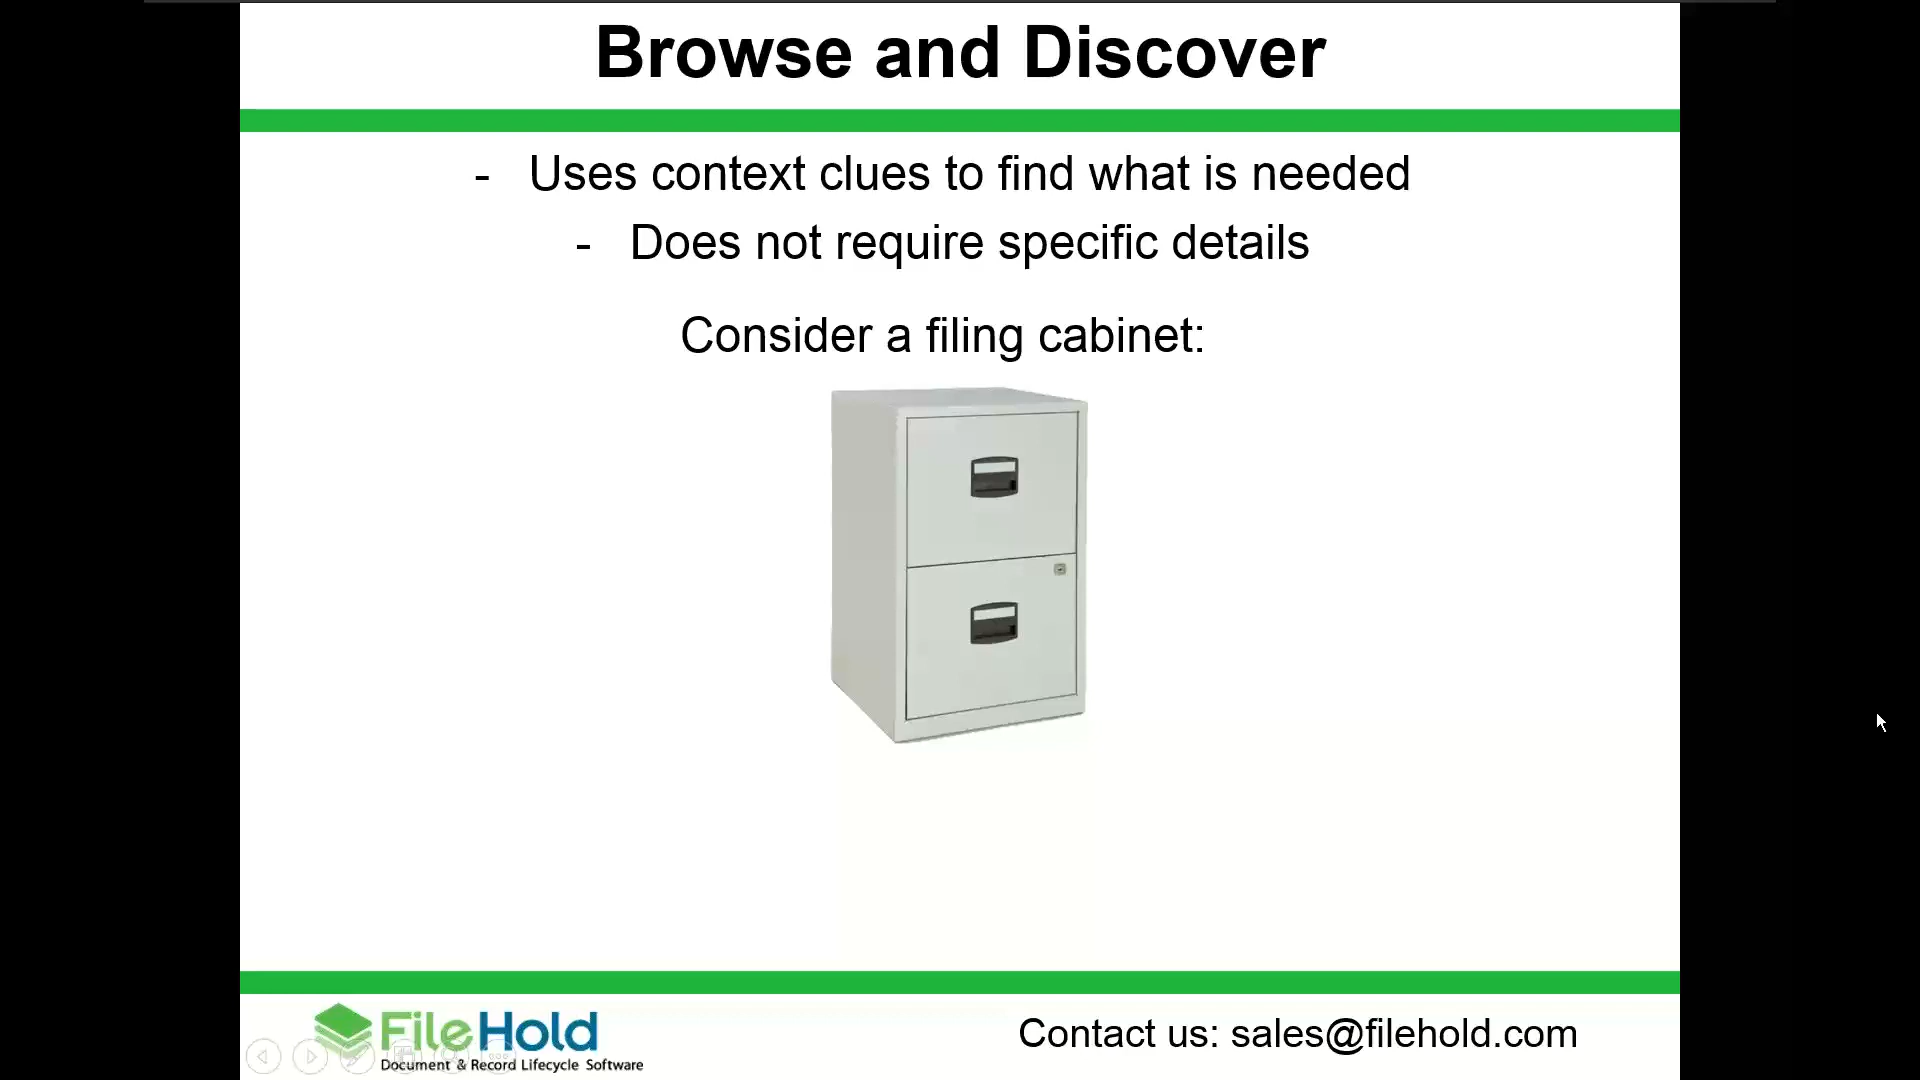 Browse and Discover
- Uses context clues to find what is needed
- Does not require specific details
Consider a filing cabinet:
FileHold
Document & Record Lifecycle Software
Contact us: sales@filehold.com